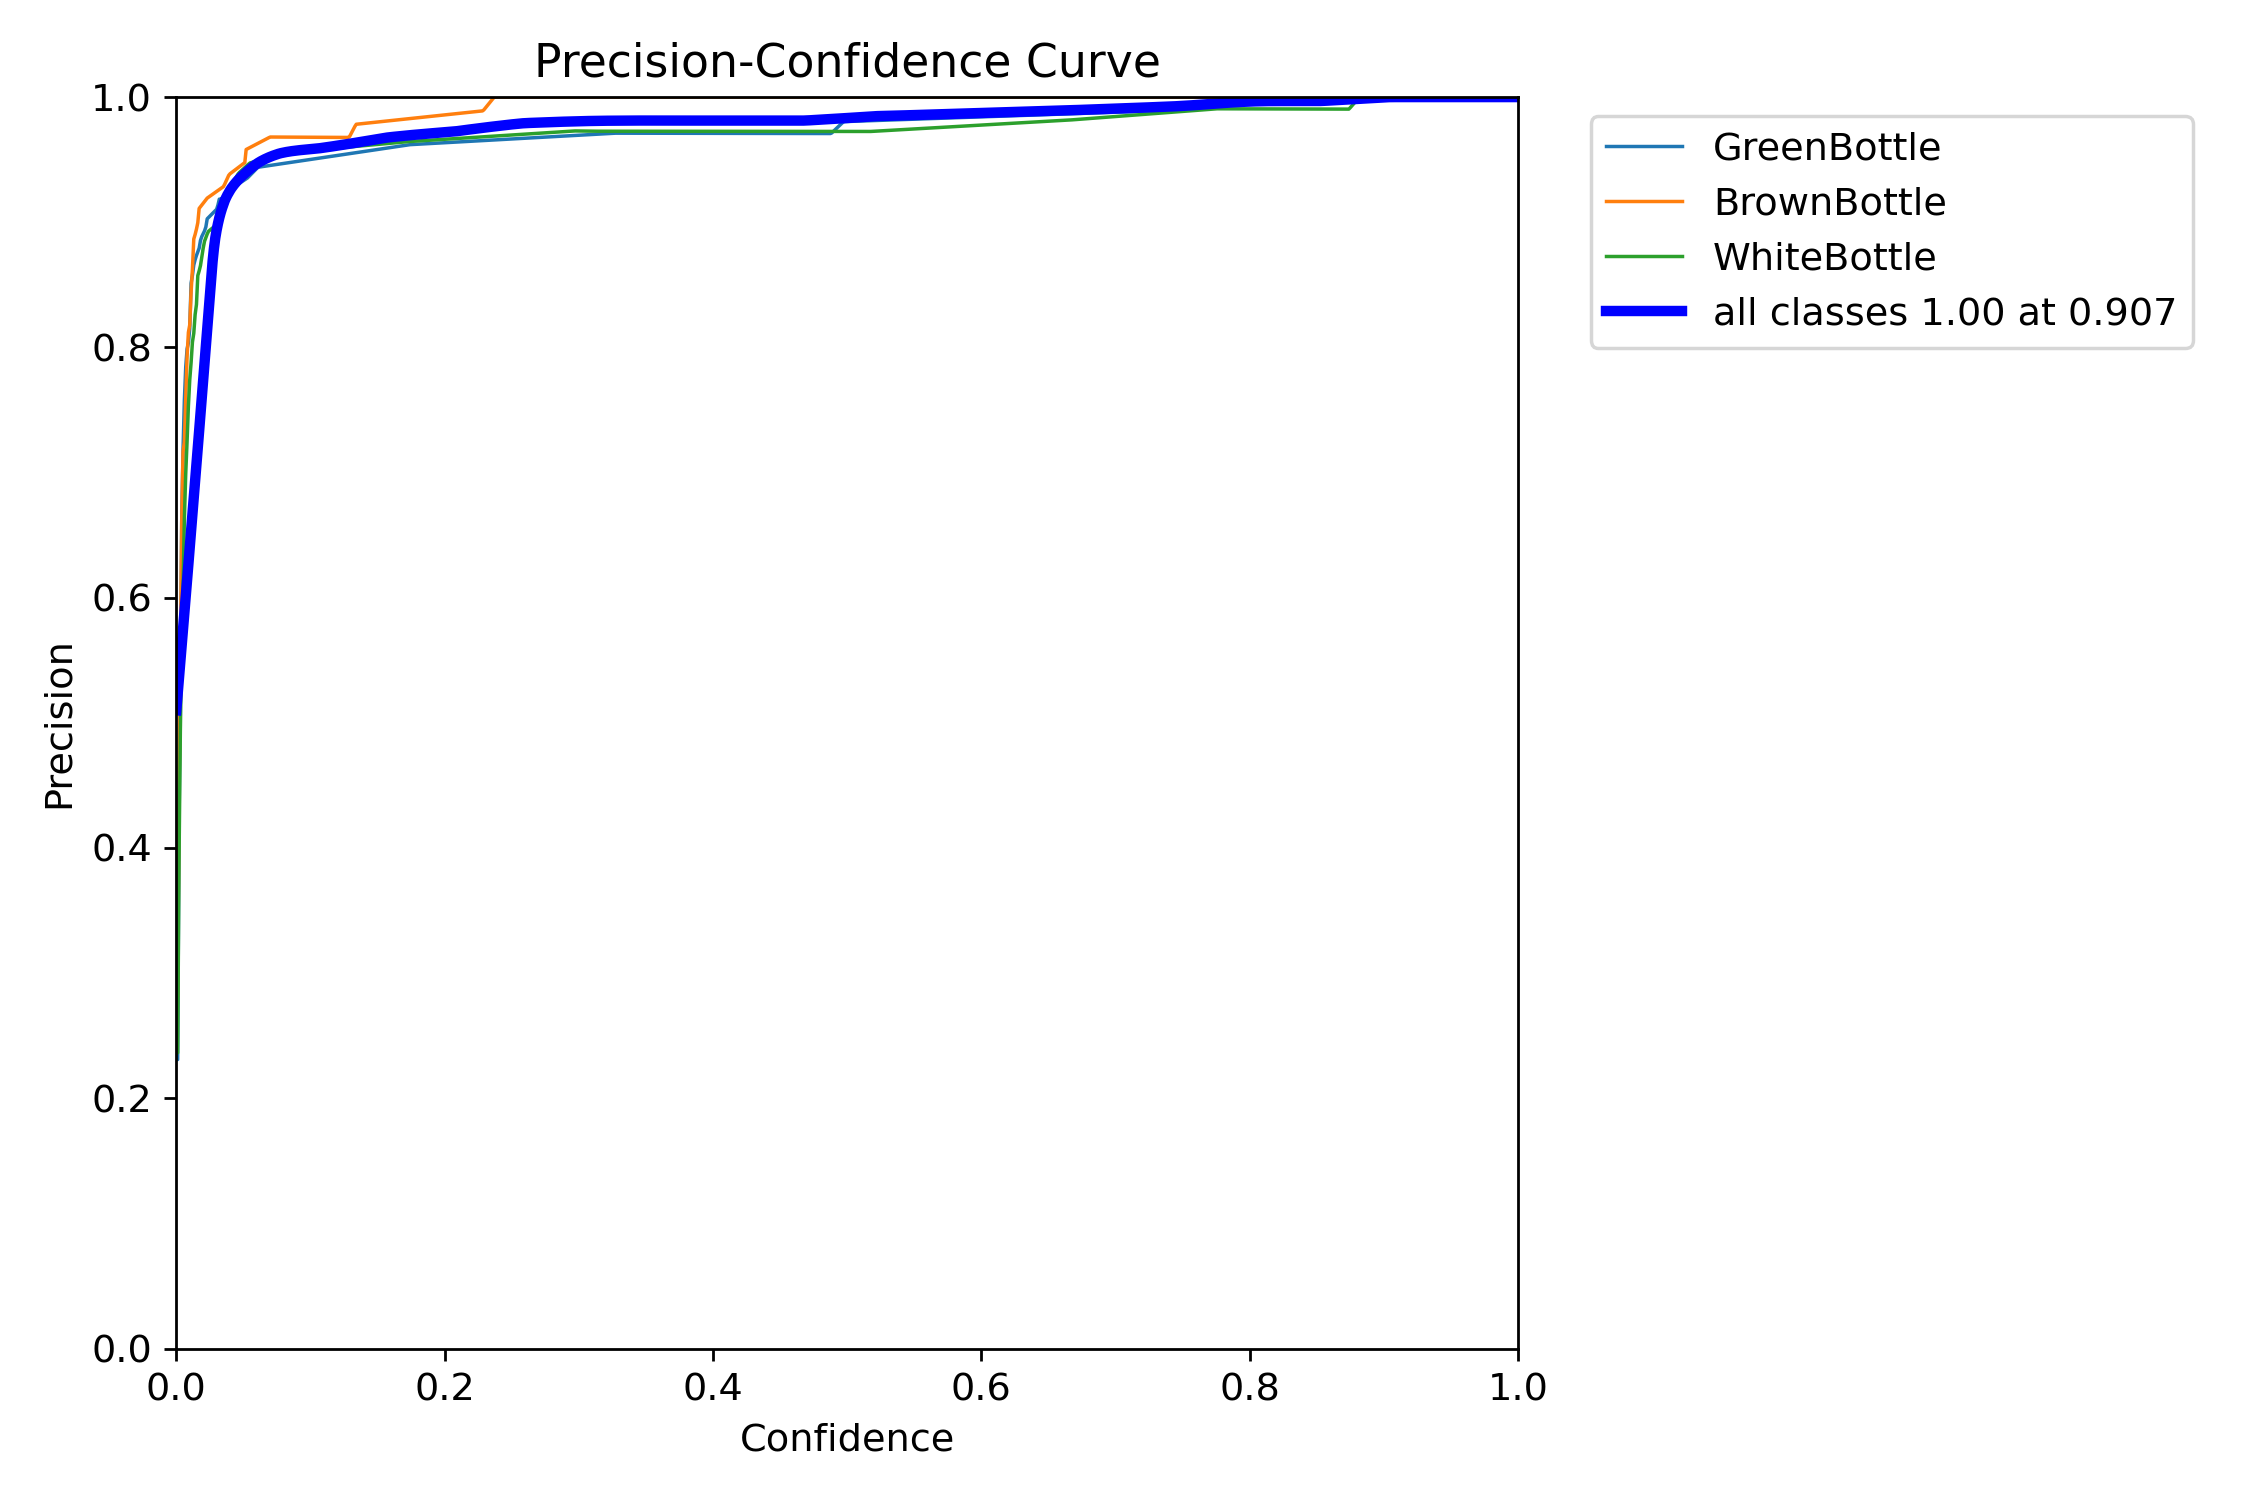 Precision-Confidence Curve
1.0
0.8
0.6
0.4
0.2
0.0
Precision
0.0 0.2 0.4 0.6 0.8 1.0
Confidence
GreenBottle
BrownBottle
WhiteBottle
all classes 1.00 at 0.907